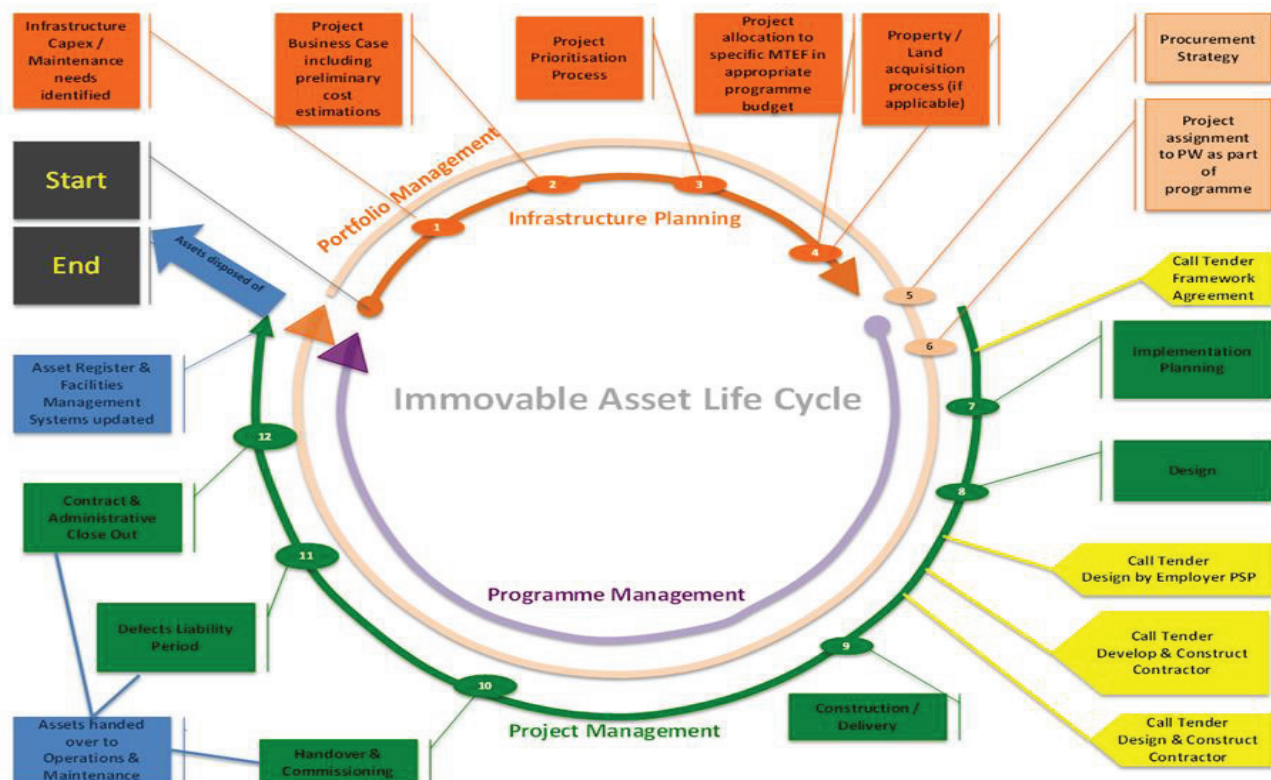 Infrastructure
Capex /
Maintenance
needs
identified
Project
Business Case
including
preliminary
cost
estimations
Project
Prioritisation
Process
Project
allocation to
specific MTEF in
appropriate
programme
budget
Property /
Land
acquisition
process (if
applicable)
Procurement
Strategy
Project
assignment
to PW as part
of
programme
Start
End
Assets disposed of
Portfolio Management
Infrastructure Planning
1
2
3
4
5
6
Call Tender
Framework
Agreement
Implementation
Planning
7
Design
8
Call Tender
Design by Employer PSP
Call Tender
Develop & Construct
Contractor
Call Tender
Design & Construct
Contractor
Immovable Asset Life Cycle
Programme Management
Project Management
9
Construction /
Delivery
10
Handover &
Commissioning
11
Defects Liability
Period
12
Contract &
Administrative
Close Out
Asset Register &
Facilities
Management
Systems updated
Assets handed
over to
Operations &
Maintenance